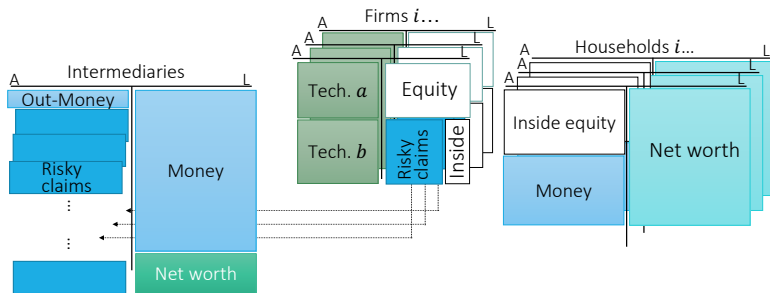 Firms i...
A
L
A
L
A
L
Households i...
A
L
A
L
A
L
Intermediaries
A
L
Out-Money
Risky
claims
...
...
Money
Net worth
Tech. a
Equity
Tech. b
Risky
claims
Inside
Inside equity
Money
Net worth